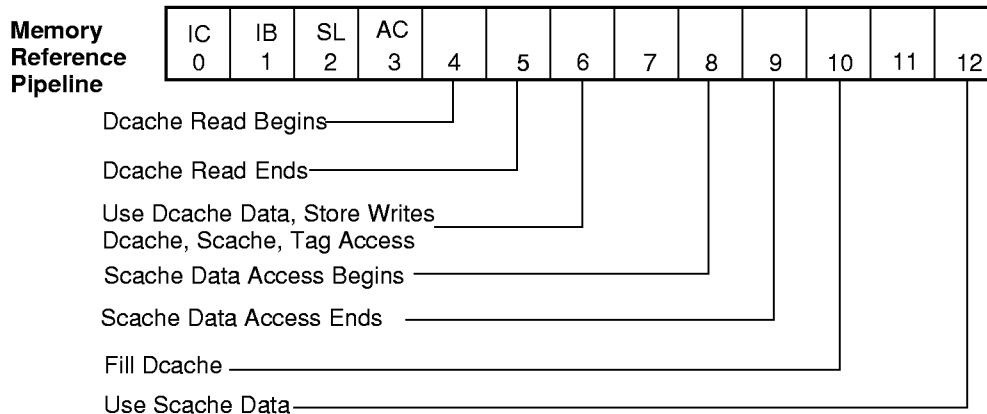 Memory
Reference
Pipeline
IC IB SL AC
0 1 2 3 4 5 6 7 8 9 10 11 12
Dcache Read Begins
Dcache Read Ends
Use Dcache Data, Store Writes
Dcache, Scache, Tag Access
Scache Data Access Begins
Scache Data Access Ends
Fill Dcache
Use Scache Data